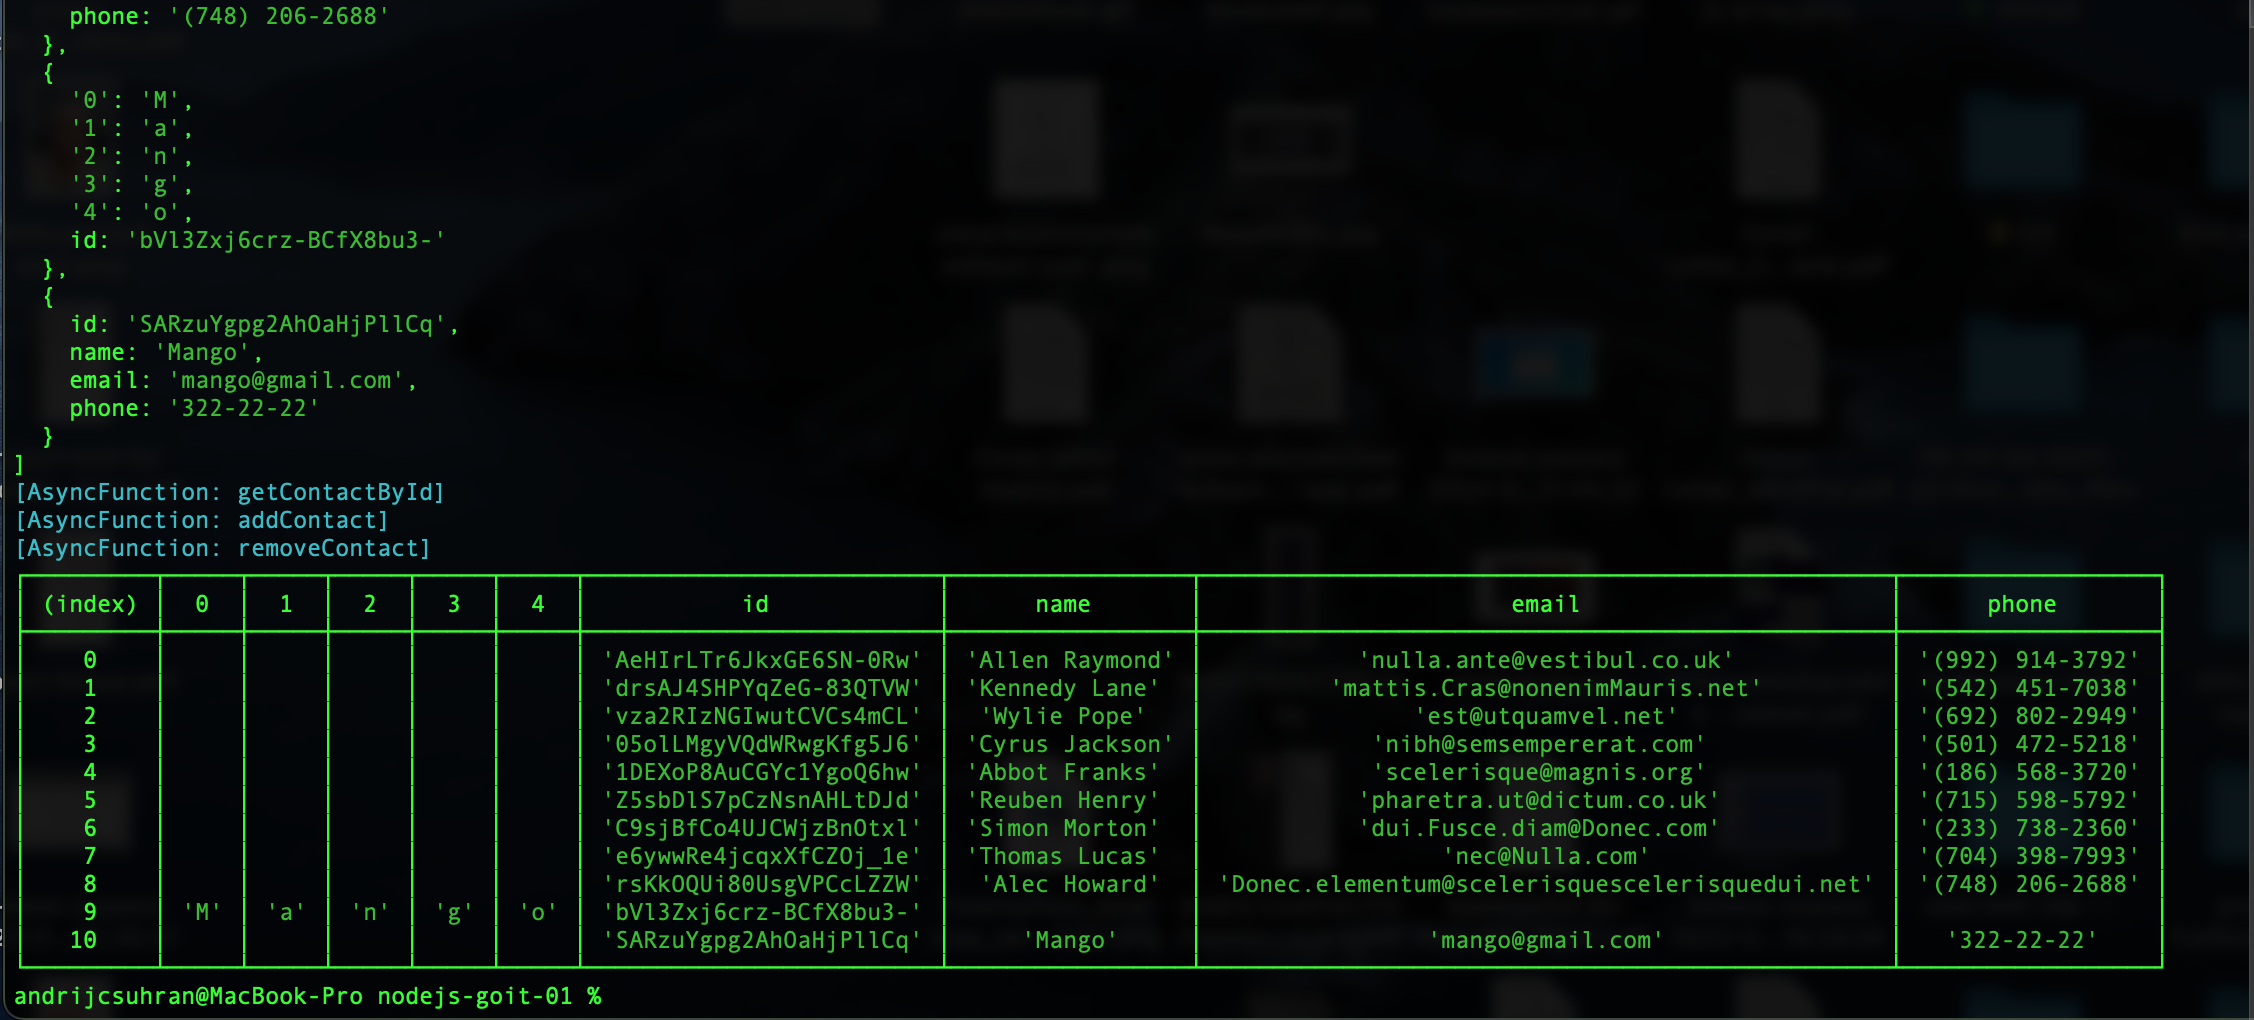 phone: '(748) 206-2688'
},
{
'0': 'M',
'1': 'a',
'2': 'n',
'3': 'g',
'4': 'o',
id: 'bVl3Zxj6crz-BCfX8bu3-'
},
{
id: 'SARzuYgpg2AhOaHjPllCq',
name: 'Mango',
email: 'mango@gmail.com',
phone: '322-22-22'
}
]
[AsyncFunction: getContactById]
[AsyncFunction: addContact]
[AsyncFunction: removeContact]
(index) 0 1 2 3 4 id name email phone
0 'AeHIrLTr6JkxGE6SN-0Rw' 'Allen Raymond' 'nulla.ante@vestibul.co.uk' '(992) 914-3792'
1 'drsAJ4SHPYqZeG-83QTVW' 'Kennedy Lane' 'mattis.Cras@nonenimMauris.net' '(542) 451-7038'
2 'vza2RIzNGIwutCVCs4mCL' 'Wylie Pope' 'est@utquamvel.net' '(692) 802-2949'
3 '05olLMgyVQdWRwgKfg5J6' 'Cyrus Jackson' 'nibh@semsempererat.com' '(501) 472-5218'
4 '1DEXoP8AuCGYc1YgoQ6hw' 'Abbot Franks' 'scelerisque@magnis.org' '(186) 568-3720'
5 'Z5sbDlS7pCzNsnAHLtDJd' 'Reuben Henry' 'pharetra.ut@dictum.co.uk' '(715) 598-5792'
6 'C9sjBfCo4UJCWjzBnOtxl' 'Simon Morton' 'dui.Fusce.diam@Donec.com' '(233) 738-2360'
7 'e6ywwRe4jcqxXfCZOj_1e' 'Thomas Lucas' 'nec@Nulla.com' '(704) 398-7993'
8 'rsKkOQUi80UsgVPCcLZZW' 'Alec Howard' 'Donec.elementum@scelerisquescelerisquedui.net' '(748) 206-2688'
9 'M' 'a' 'n' 'g' 'o' 'bVl3Zxj6crz-BCfX8bu3-'
10 'SARzuYgpg2AhOaHjPllCq' 'Mango' 'mango@gmail.com' '322-22-22'
andrijcsuhran@MacBook-Pro nodejs-goit-01 %